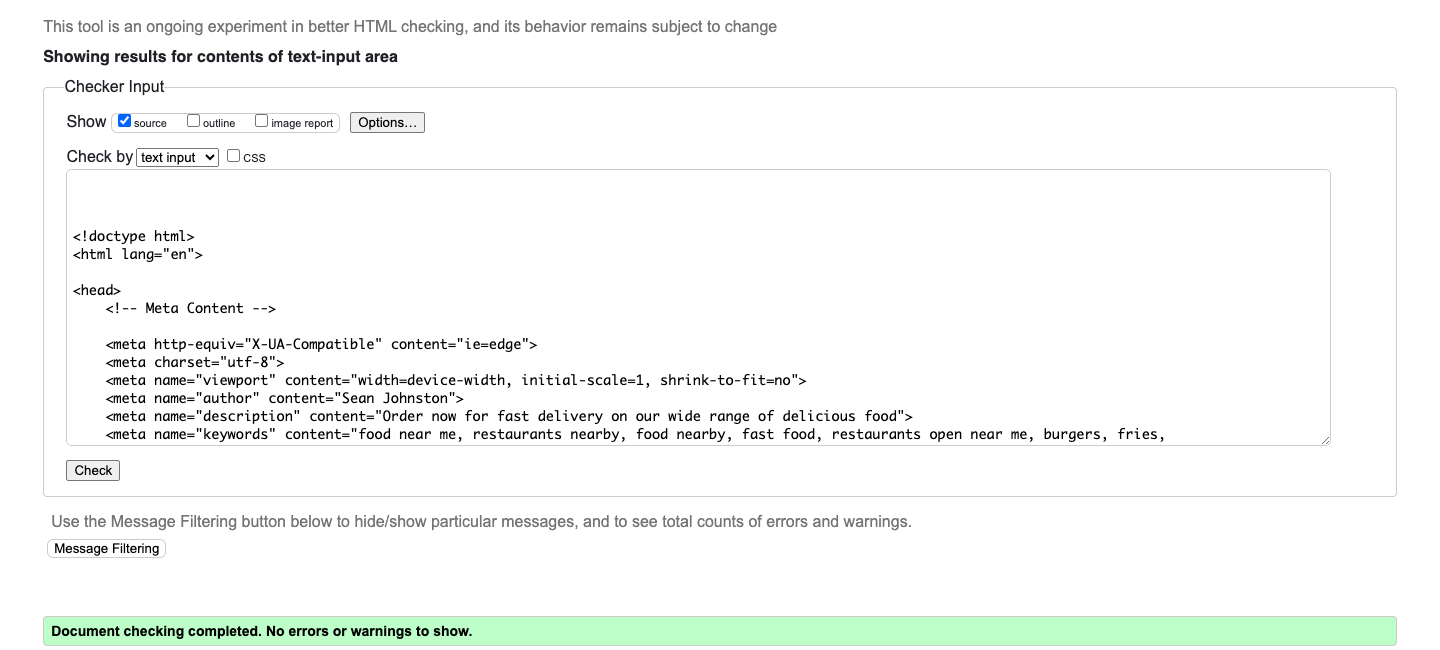 This tool is an ongoing experiment in better HTML checking, and its behavior remains subject to change
Showing results for contents of text-input area
Checker Input
Show source outline image report Options...
Check by text input CSS
<!doctype html>
<html lang="en">
<head>
<!-- Meta Content -->
<meta http-equiv="X-UA-Compatible" content="ie=edge">
<meta charset="utf-8">
<meta name="viewport" content="width=device-width, initial-scale=1, shrink-to-fit=no">
<meta name="author" content="Sean Johnston">
<meta name="description" content="Order now for fast delivery on our wide range of delicious food">
<meta name="keywords" content="food near me, restaurants nearby, food nearby, fast food, restaurants open near me, burgers, fries,
Check
Use the Message Filtering button below to hide/show particular messages, and to see total counts of errors and warnings.
Message Filtering
Document checking completed. No errors or warnings to show.